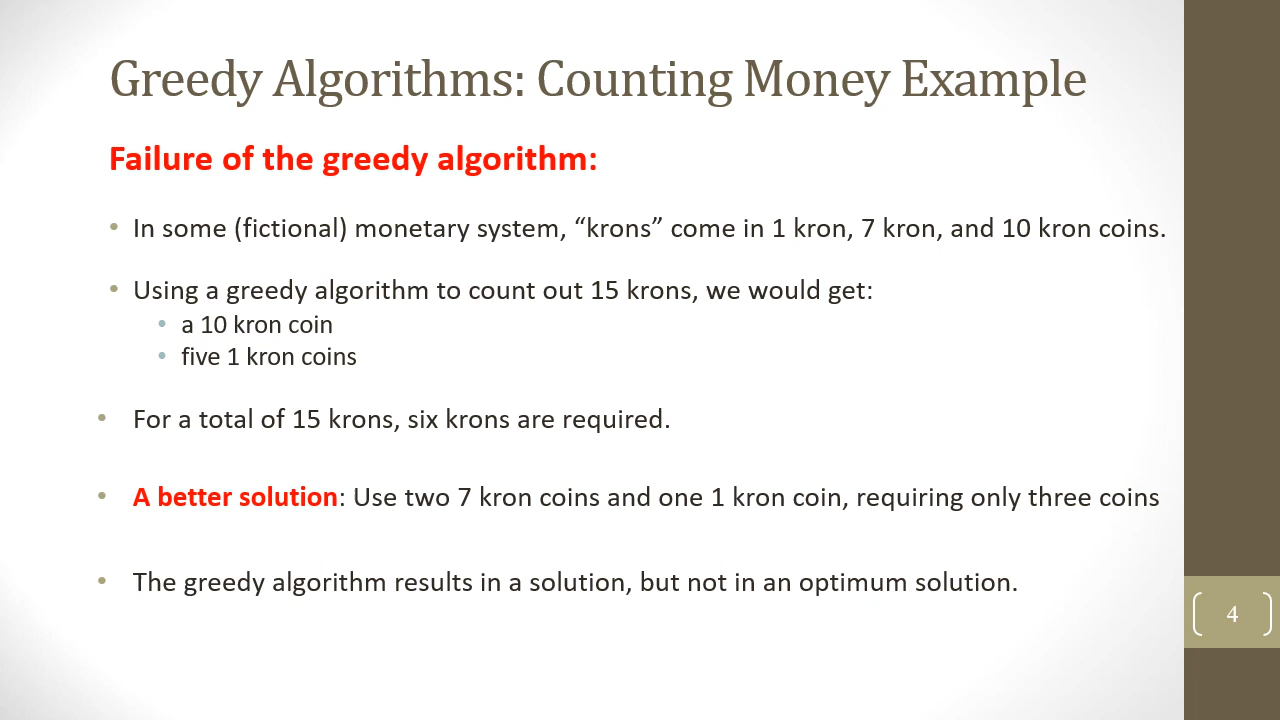 Greedy Algorithms: Counting Money Example
Failure of the greedy algorithm:
• In some (fictional) monetary system, “krons” come in 1 kron, 7 kron, and 10 kron coins.
• Using a greedy algorithm to count out 15 krons, we would get:
• a 10 kron coin
• five 1 kron coins
• For a total of 15 krons, six krons are required.
• A better solution: Use two 7 kron coins and one 1 kron coin, requiring only three coins
• The greedy algorithm results in a solution, but not in an optimum solution.
4